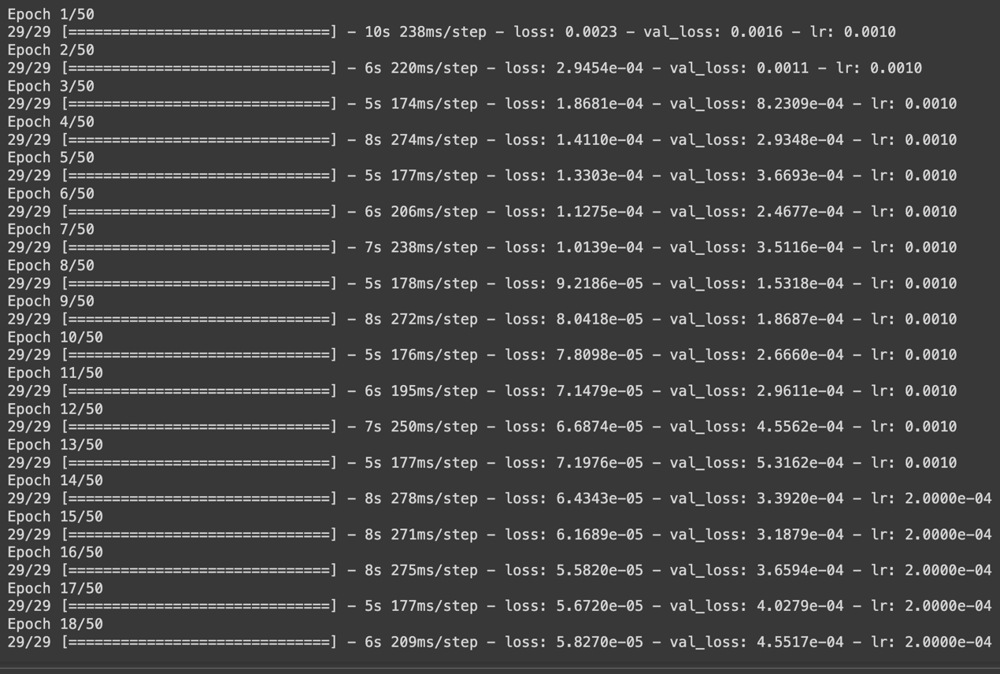 Epoch 1/50
29/29 [==============================] - 10s 238ms/step - loss: 0.0023 - val_loss: 0.0016 - lr: 0.0010
Epoch 2/50
29/29 [==============================] - 6s 220ms/step - loss: 2.9454e-04 - val_loss: 0.0011 - lr: 0.0010
Epoch 3/50
29/29 [==============================] - 5s 174ms/step - loss: 1.8681e-04 - val_loss: 8.2309e-04 - lr: 0.0010
Epoch 4/50
29/29 [==============================] - 8s 274ms/step - loss: 1.4110e-04 - val_loss: 2.9348e-04 - lr: 0.0010
Epoch 5/50
29/29 [==============================] - 5s 177ms/step - loss: 1.3303e-04 - val_loss: 3.6693e-04 - lr: 0.0010
Epoch 6/50
29/29 [==============================] - 6s 206ms/step - loss: 1.1275e-04 - val_loss: 2.4677e-04 - lr: 0.0010
Epoch 7/50
29/29 [==============================] - 7s 238ms/step - loss: 1.0139e-04 - val_loss: 3.5116e-04 - lr: 0.0010
Epoch 8/50
29/29 [==============================] - 5s 178ms/step - loss: 9.2186e-05 - val_loss: 1.5318e-04 - lr: 0.0010
Epoch 9/50
29/29 [==============================] - 8s 272ms/step - loss: 8.0418e-05 - val_loss: 1.8687e-04 - lr: 0.0010
Epoch 10/50
29/29 [==============================] - 5s 176ms/step - loss: 7.8098e-05 - val_loss: 2.6660e-04 - lr: 0.0010
Epoch 11/50
29/29 [==============================] - 6s 195ms/step - loss: 7.1479e-05 - val_loss: 2.9611e-04 - lr: 0.0010
Epoch 12/50
29/29 [==============================] - 7s 250ms/step - loss: 6.6874e-05 - val_loss: 4.5562e-04 - lr: 0.0010
Epoch 13/50
29/29 [==============================] - 5s 177ms/step - loss: 7.1976e-05 - val_loss: 5.3162e-04 - lr: 0.0010
Epoch 14/50
29/29 [==============================] - 8s 278ms/step - loss: 6.4343e-05 - val_loss: 3.3920e-04 - lr: 2.0000e-04
Epoch 15/50
29/29 [==============================] - 8s 271ms/step - loss: 6.1689e-05 - val_loss: 3.1879e-04 - lr: 2.0000e-04
Epoch 16/50
29/29 [==============================] - 8s 275ms/step - loss: 5.5820e-05 - val_loss: 3.6594e-04 - lr: 2.0000e-04
Epoch 17/50
29/29 [==============================] - 5s 177ms/step - loss: 5.6720e-05 - val_loss: 4.0279e-04 - lr: 2.0000e-04
Epoch 18/50
29/29 [==============================] - 6s 209ms/step - loss: 5.8270e-05 - val_loss: 4.5517e-04 - lr: 2.0000e-04